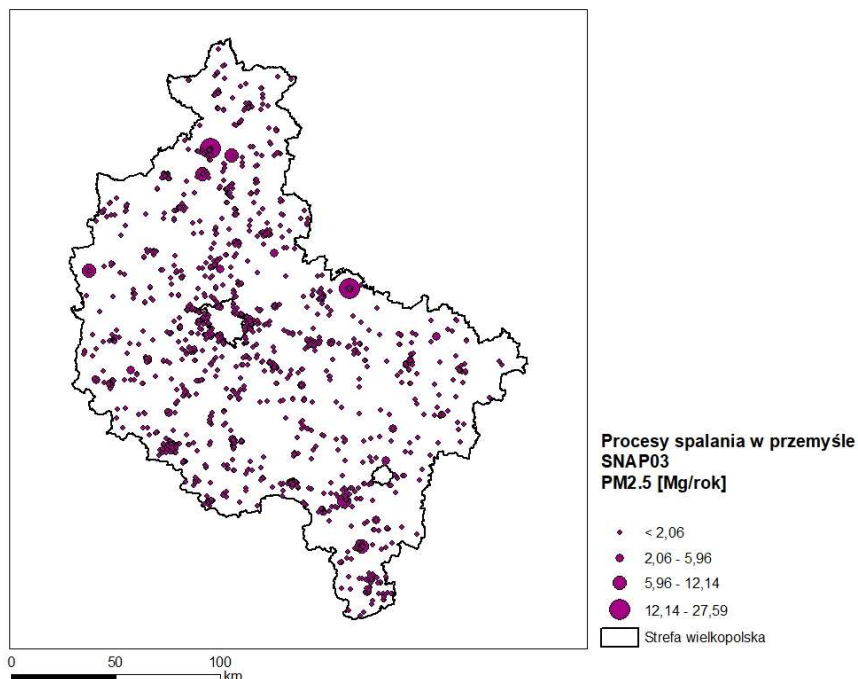 Procesy spalania w przemyśle
SNAP03
PM2.5 [Mg/rok]
< 2,06
2,06 - 5,96
5,96 - 12,14
12,14 - 27,59
Strefa wielkopolska
0 50 100
km